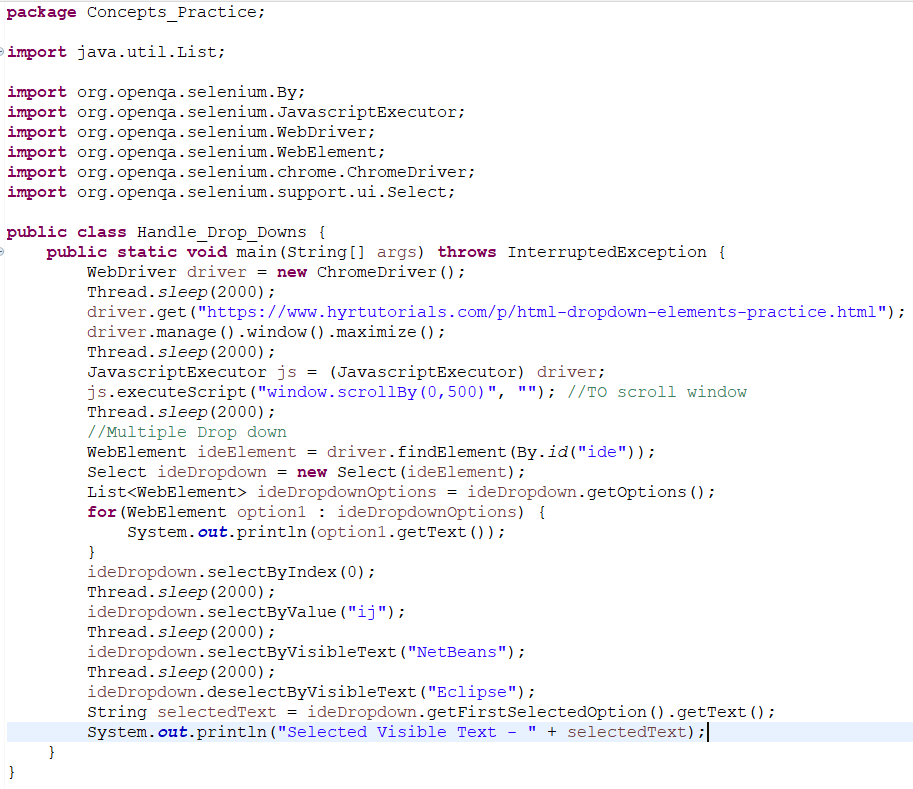 package Concepts_Practice;
import java.util.List;
import org.openqa.selenium.By;
import org.openqa.selenium.JavascriptExecutor;
import org.openqa.selenium.WebDriver;
import org.openqa.selenium.WebElement;
import org.openqa.selenium.chrome.ChromeDriver;
import org.openqa.selenium.support.ui.Select;
public class Handle_Drop_Downs {
    public static void main(String[] args) throws InterruptedException {
        WebDriver driver = new ChromeDriver();
        Thread.sleep(2000);
        driver.get("https://www.hyrtutorials.com/p/html-dropdown-elements-practice.html");
        driver.manage().window().maximize();
        Thread.sleep(2000);
        JavascriptExecutor js = (JavascriptExecutor) driver;
        js.executeScript("window.scrollBy(0,500)", ""); //TO scroll window
        Thread.sleep(2000);
        //Multiple Drop down
        WebElement ideElement = driver.findElement(By.id("ide"));
        Select ideDropdown = new Select(ideElement);
        List<WebElement> ideDropdownOptions = ideDropdown.getOptions();
        for(WebElement option1 : ideDropdownOptions) {
            System.out.println(option1.getText());
        }
        ideDropdown.selectByIndex(0);
        Thread.sleep(2000);
        ideDropdown.selectByValue("ij");
        Thread.sleep(2000);
        ideDropdown.selectByVisibleText("NetBeans");
        Thread.sleep(2000);
        ideDropdown.deselectByVisibleText("Eclipse");
        String selectedText = ideDropdown.getFirstSelectedOption().getText();
        System.out.println("Selected Visible Text - " + selectedText);
    }
}